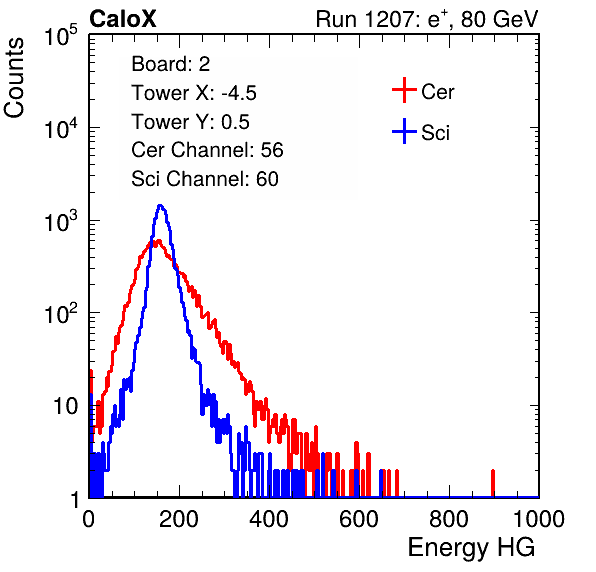 CaloX Run 1207: e⁺, 80 GeV
Counts
Board: 2
Tower X: -4.5
Tower Y: 0.5
Cer Channel: 56
Sci Channel: 60
Cer
Sci
10⁵
10⁴
10³
10²
10
1
0 200 400 600 800 1000
Energy HG